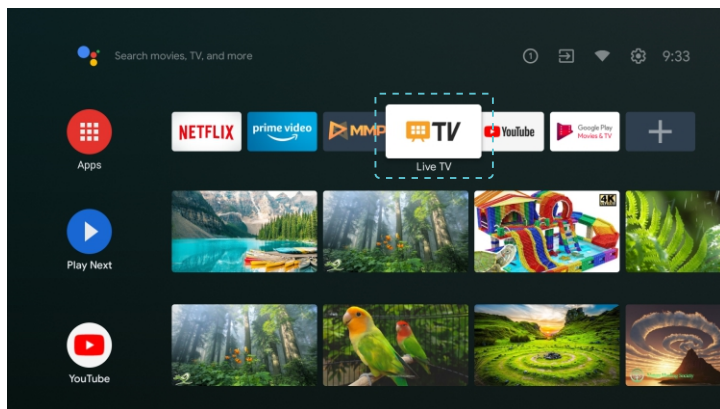 Search movies, TV, and more
1
9:33
NETFLIX
prime video
MMP
TV
YouTube
Google Play
Movies & TV
Apps
Live TV
4K
Play Next
YouTube